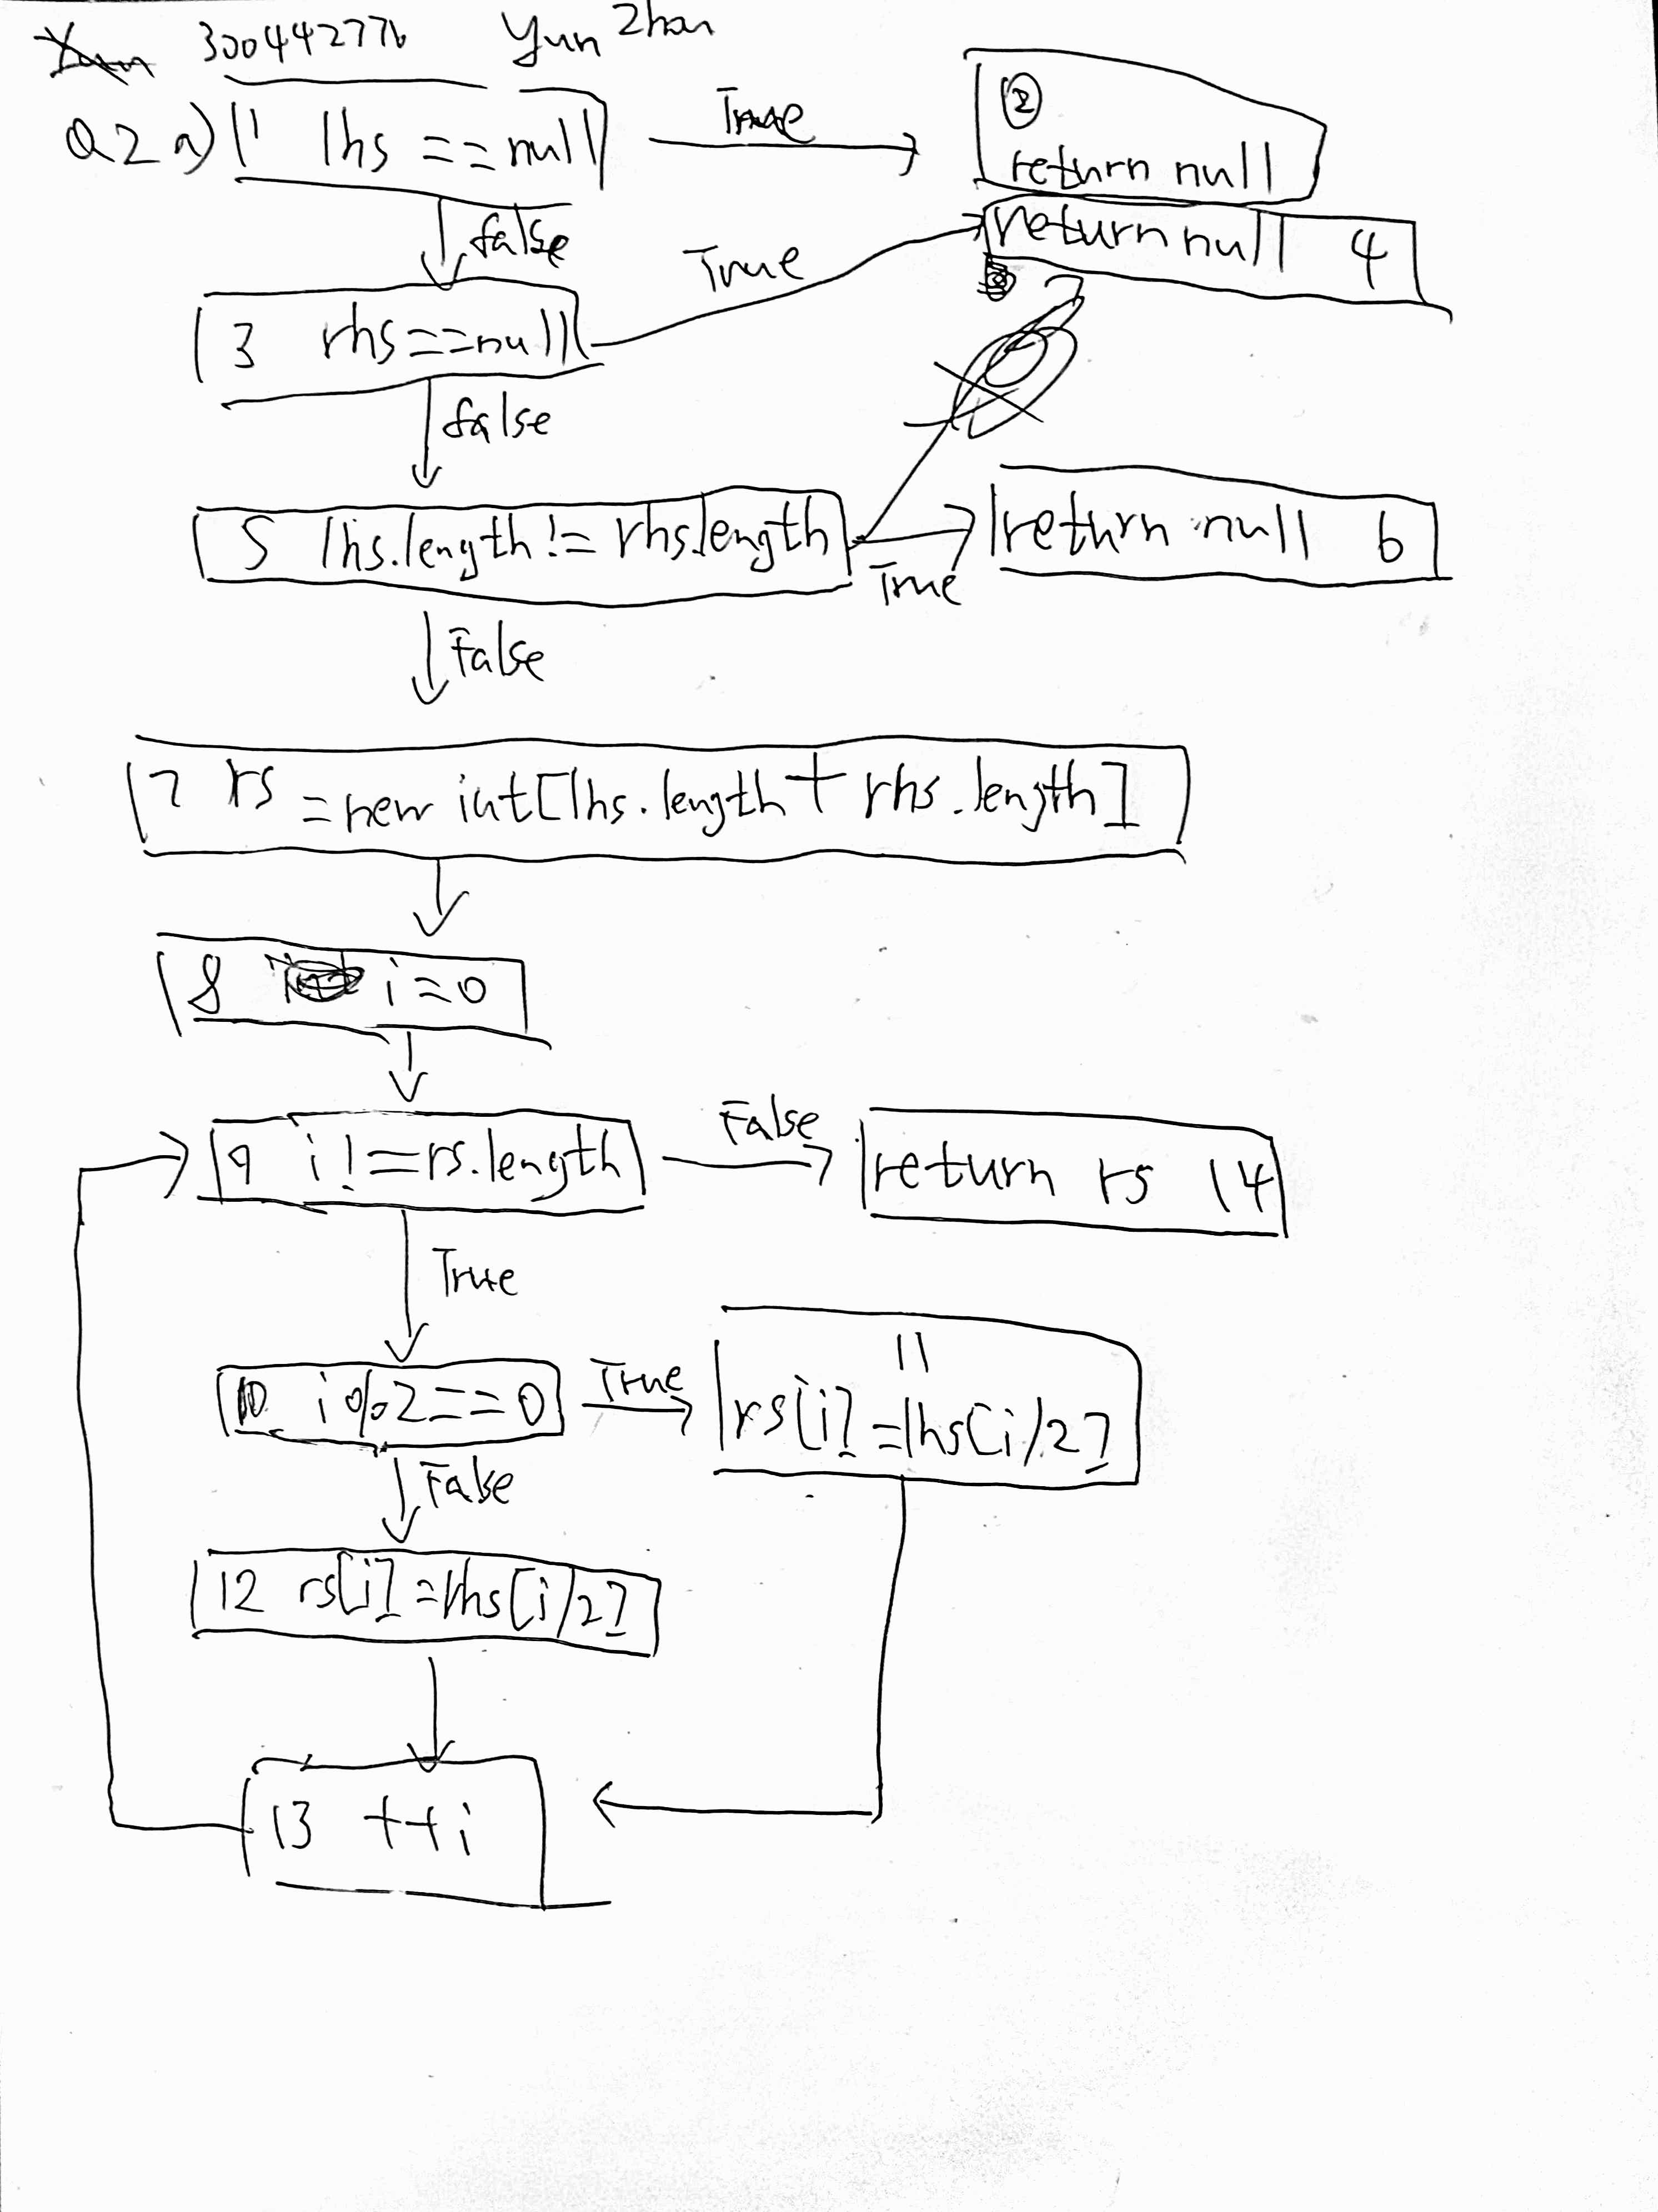 300442776 Yun Zhan
Q2 a) 1 lhs == null
True
②
return null
false
True
return null 4
3 rhs == null
false
5 lhs.length != rhs.length
True
return null 6
False
7 rs = new int[lhs.length + rhs.length]
8 i = 0
9 i != rs.length
False
return rs 14
True
10 i%2 == 0
True
11
rs[i] = lhs[i/2]
False
12 rs[i] = rhs[i/2]
13 ++i